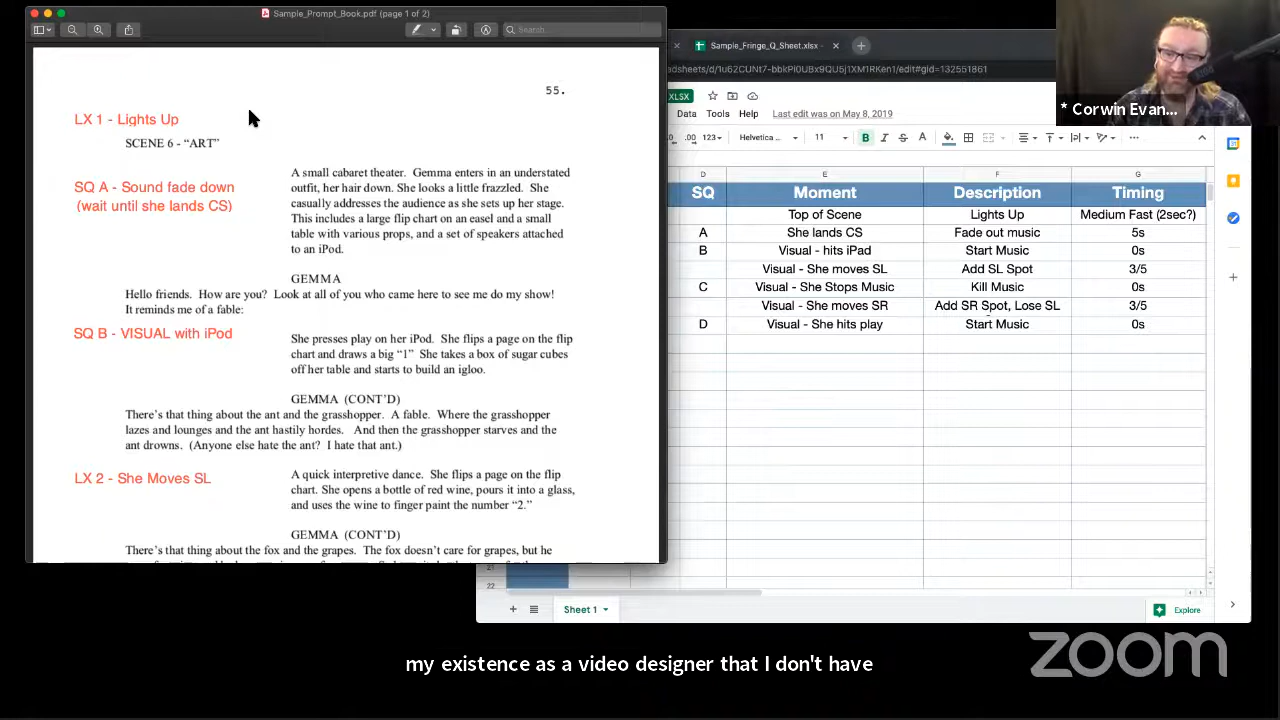 Sample_Prompt_Book.pdf (page 1 of 2)
Search...
55.
LX 1 - Lights Up
SCENE 6 - “ART”
SQ A - Sound fade down
(wait until she lands CS)
A small cabaret theater. Gemma enters in an understated
outfit, her hair down. She looks a little frazzled. She
casually addresses the audience as she sets up her stage.
This includes a large flip chart on an easel and a small
table with various props, and a set of speakers attached
to an iPod.
GEMMA
Hello friends. How are you? Look at all of you who came here to see me do my show!
It reminds me of a fable:
SQ B - VISUAL with iPod
She presses play on her iPod. She flips a page on the flip
chart and draws a big “1” She takes a box of sugar cubes
off her table and starts to build an igloo.
GEMMA (CONT’D)
There’s that thing about the ant and the grasshopper. A fable. Where the grasshopper
lazes and lounges and the ant hastily hordes. And then the grasshopper starves and the
ant drowns. (Anyone else hate the ant? I hate that ant.)
LX 2 - She Moves SL
A quick interpretive dance. She flips a page on the flip
chart. She opens a bottle of red wine, pours it into a glass,
and uses the wine to finger paint the number “2.”
GEMMA (CONT’D)
There’s that thing about the fox and the grapes. The fox doesn’t care for grapes, but he
Sample_Fringe_Q_Sheet.xlsx
adsheets/d/1u62CUNt7-bbkPI0UBx9QU5j1XM1RKen1/edit#gid=132551861
XLSX
Data Tools Help Last edit was on May 8, 2019
.0 .00 123 Helvetica ... 11 B I S A
D E F G
SQ Moment Description Timing
Top of Scene Lights Up Medium Fast (2sec?)
A She lands CS Fade out music 5s
B Visual - hits iPad Start Music 0s
Visual - She moves SL Add SL Spot 3/5
C Visual - She Stops Music Kill Music 0s
Visual - She moves SR Add SR Spot, Lose SL 3/5
D Visual - She hits play Start Music 0s
21
22
Sheet 1
Explore
* Corwin Evan...
my existence as a video designer that I don't have
zoom